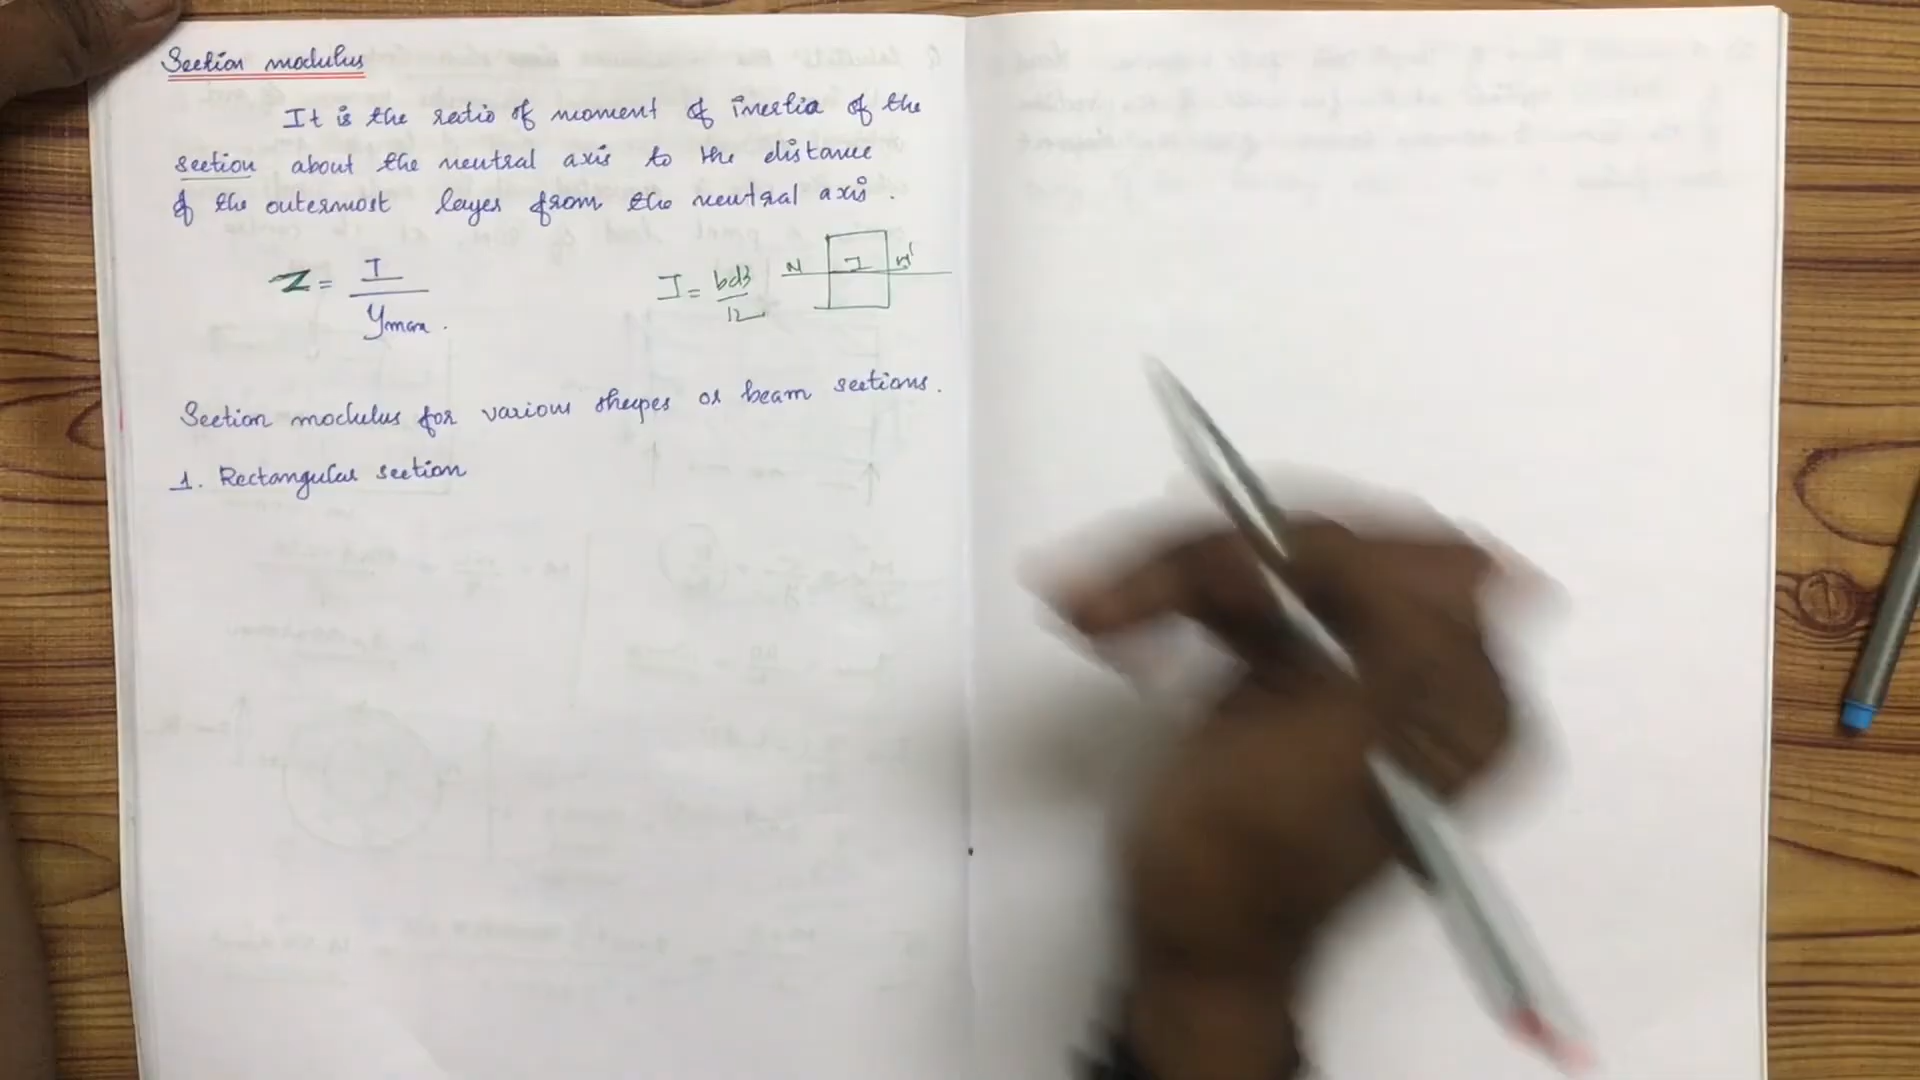 Section modulus
It is the ratio of moment of inertia of the
section about the neutral axis to the distance
of the outermost layer from the neutral axis.
Z = I / ymax.
I = bd3 / 12
N I N'
Section modulus for various shapes or beam sections.
1. Rectangular section